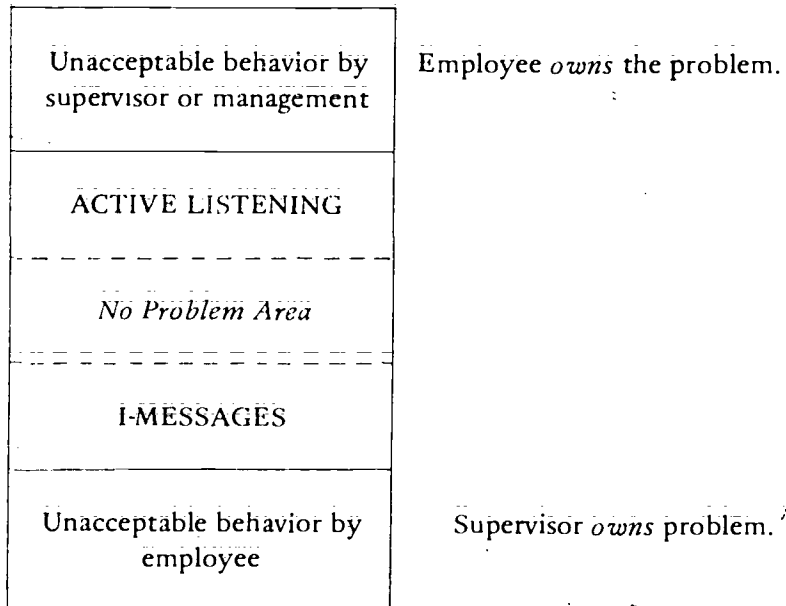 Unacceptable behavior by
supervisor or management
Employee owns the problem.
ACTIVE LISTENING
No Problem Area
I-MESSAGES
Unacceptable behavior by
employee
Supervisor owns problem.